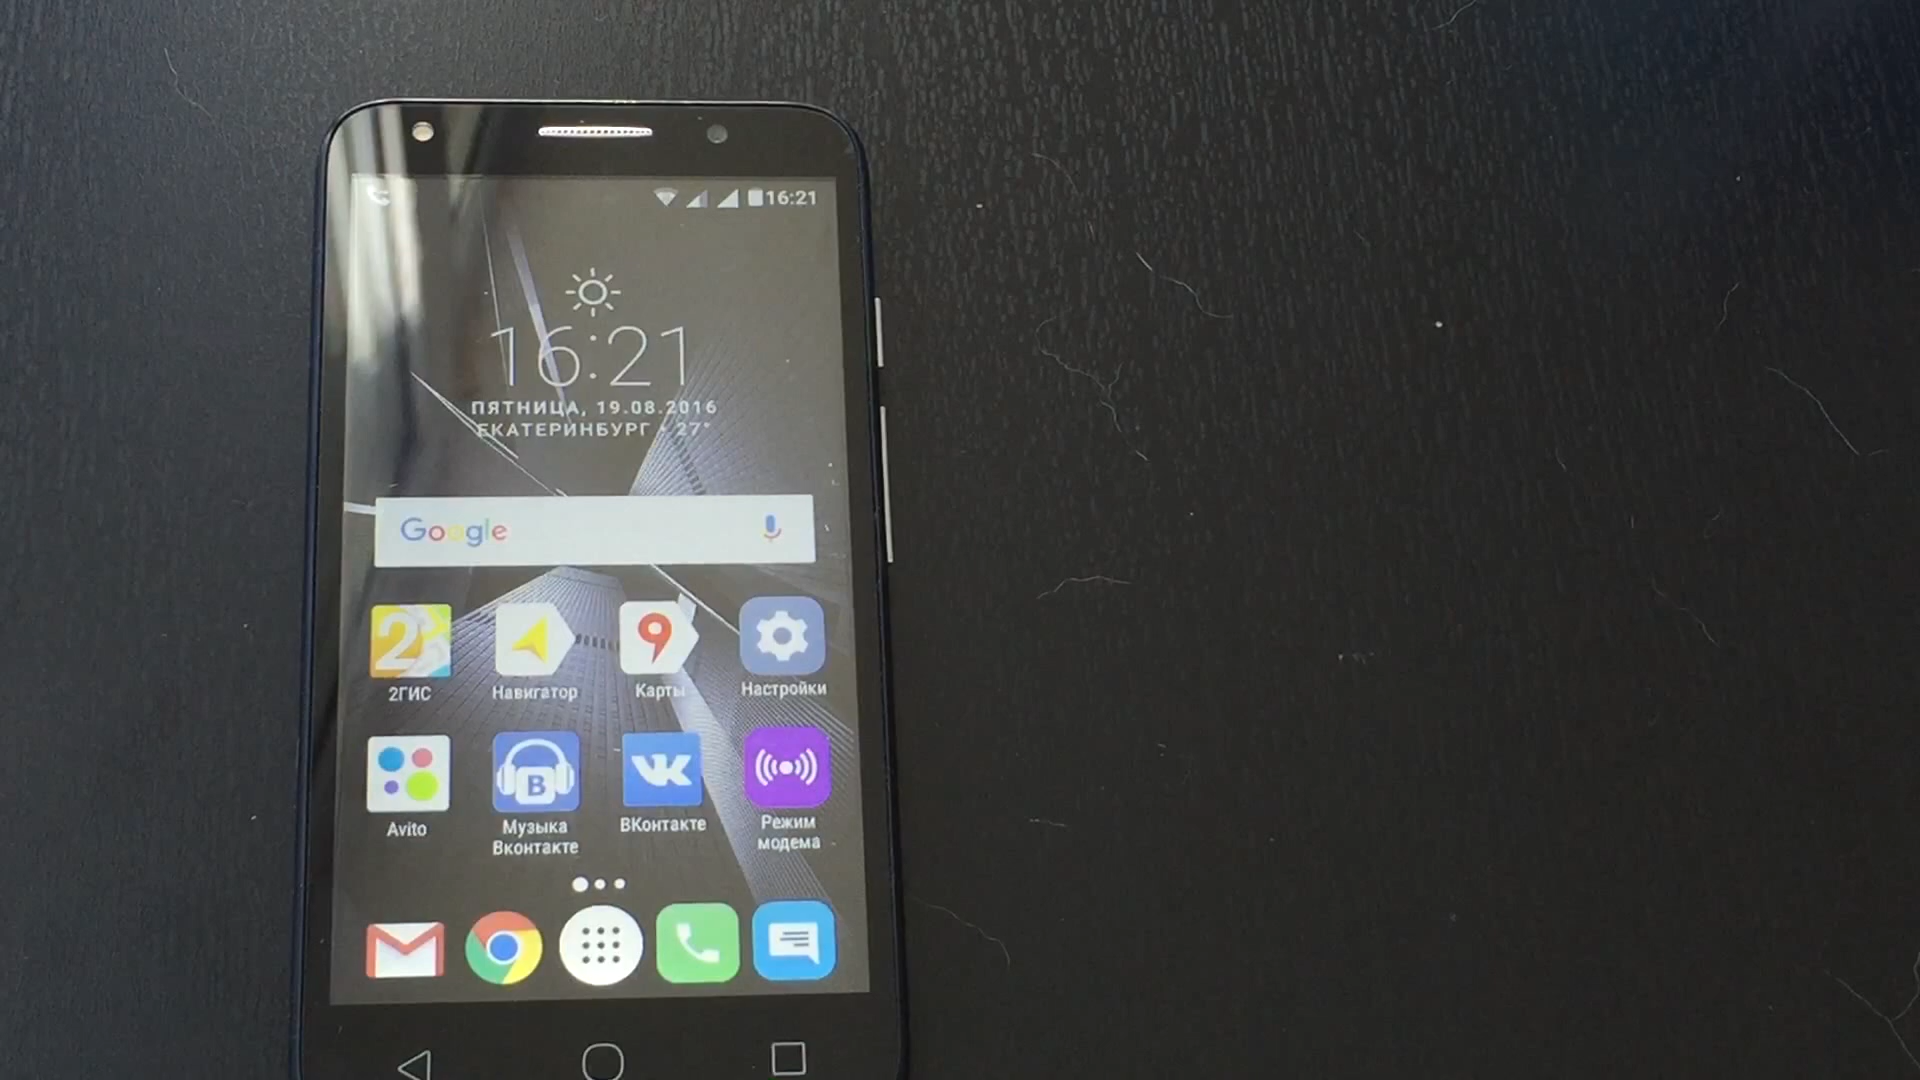 16:21
16:21
ПЯТНИЦА, 19.08.2016
ЕКАТЕРИНБУРГ • 27°
Google
2
2ГИС
Навигатор
Карты
Настройки
В
Avito
Музыка
Вконтакте
ВКонтакте
Режим
модема